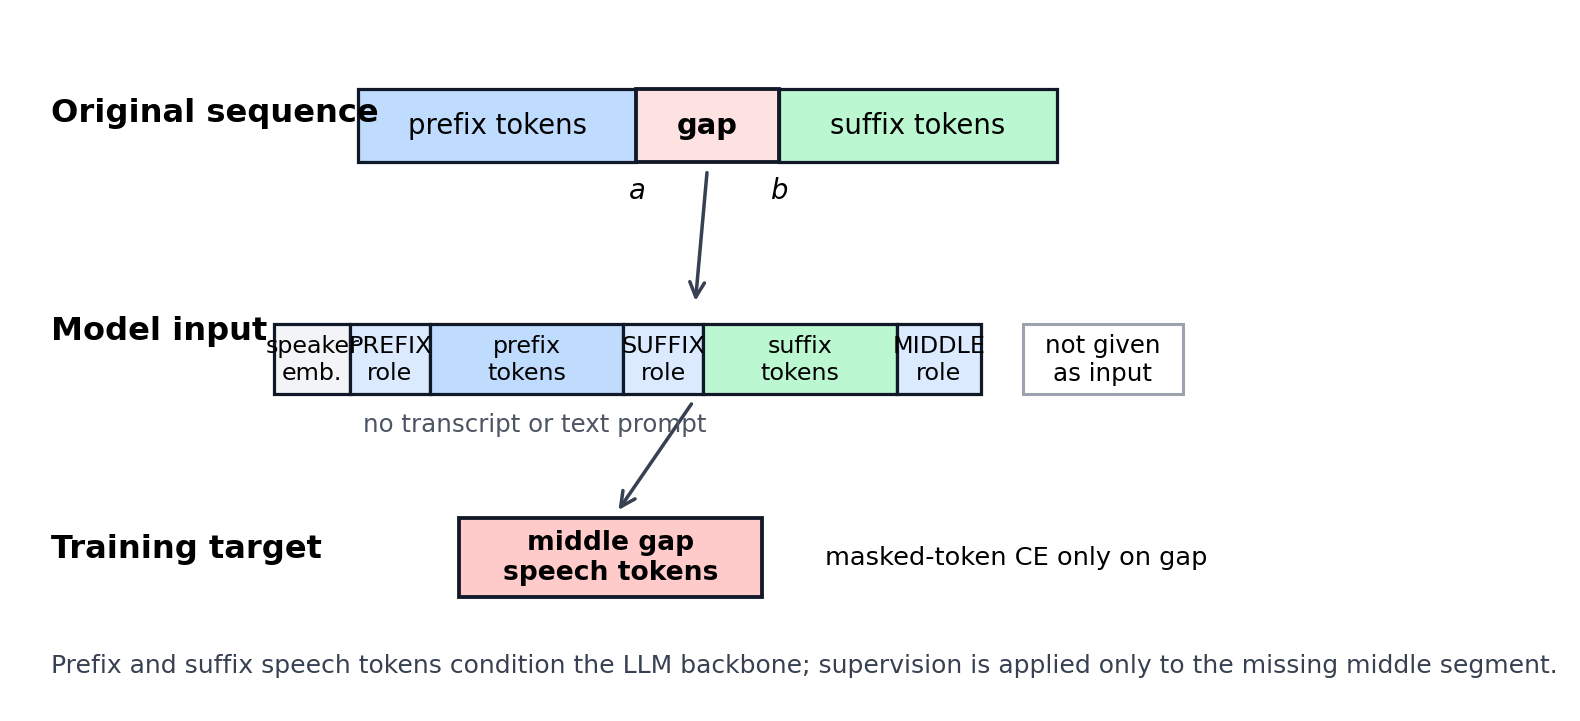 Original sequence
prefix tokens
gap
suffix tokens
a
b
Model input
speaker
emb.
PREFIX
role
prefix
tokens
SUFFIX
role
suffix
tokens
MIDDLE
role
not given
as input
no transcript or text prompt
Training target
middle gap
speech tokens
masked-token CE only on gap
Prefix and suffix speech tokens condition the LLM backbone; supervision is applied only to the missing middle segment.